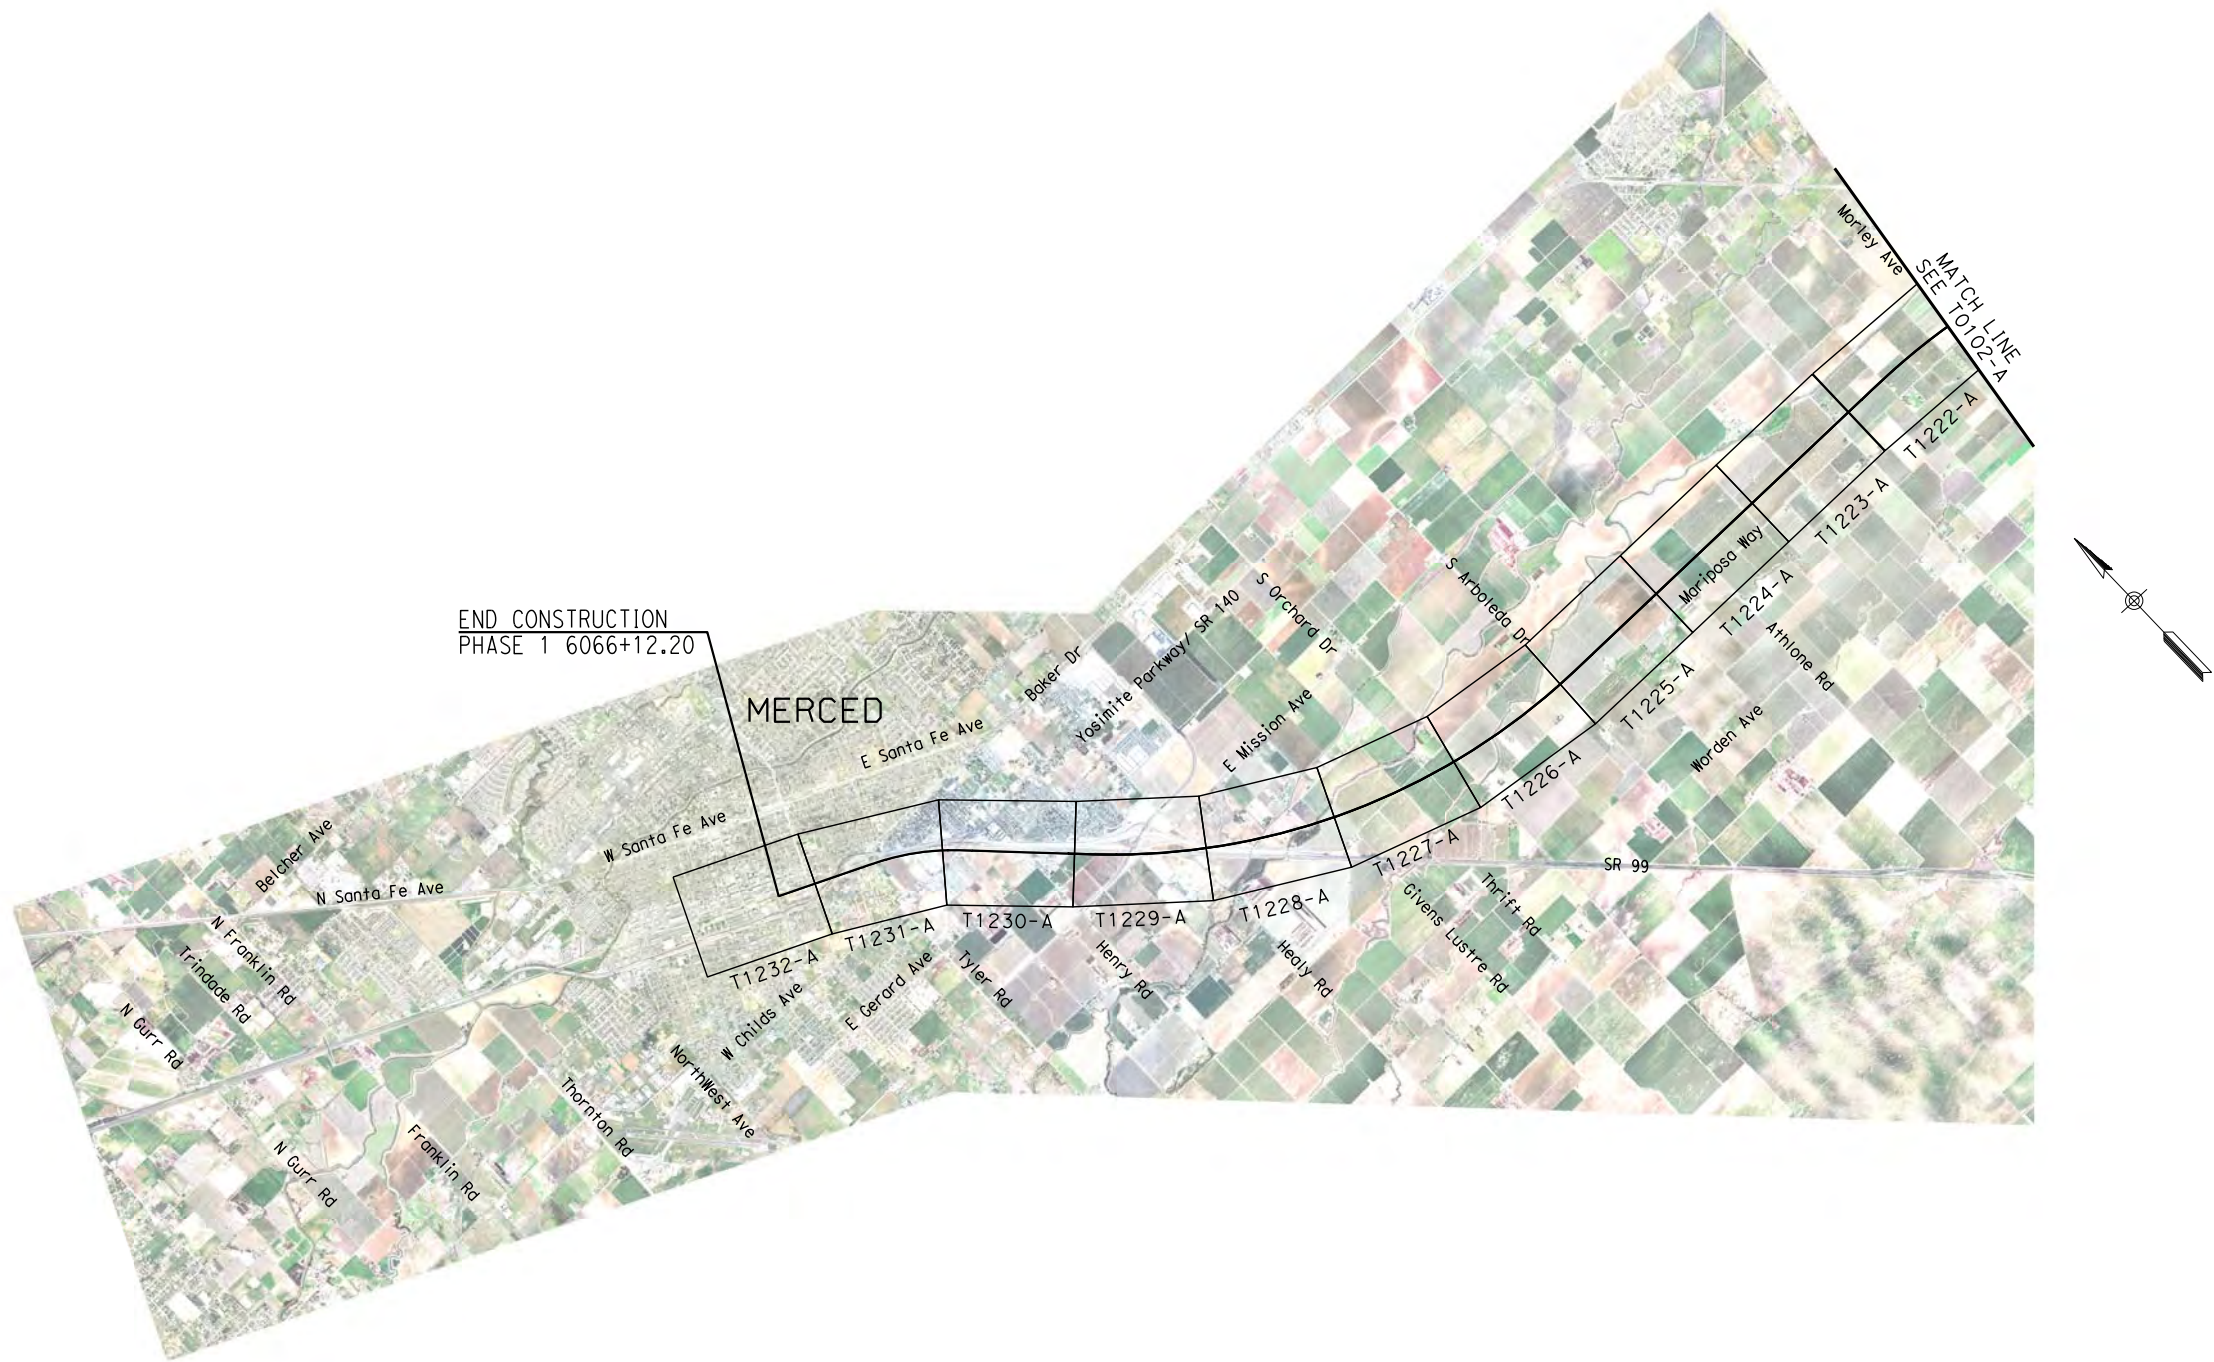 Morley Ave
MATCH LINE
SEE T0102-A
T1222-A
T1223-A
Mariposa Way
T1224-A
S Arboleda Dr
Athlone Rd
S Orchard Dr
Yosimite Parkway/ SR 140
END CONSTRUCTION
PHASE 1 6066+12.20
Baker Dr
MERCED
T1225-A
E Mission Ave
E Santa Fe Ave
Worden Ave
T1226-A
W Santa Fe Ave
Belcher Ave
T1227-A
SR 99
N Santa Fe Ave
Thrift Rd
Givens Lustre Rd
T1228-A
T1229-A
T1230-A
T1231-A
N Franklin Rd
Trindade Rd
T1232-A
E Gerard Ave
Tyler Rd
Henry Rd
Healy Rd
W Childs Ave
N Gurr Rd
NorthWest Ave
Thornton Rd
Franklin Rd
N Gurr Rd